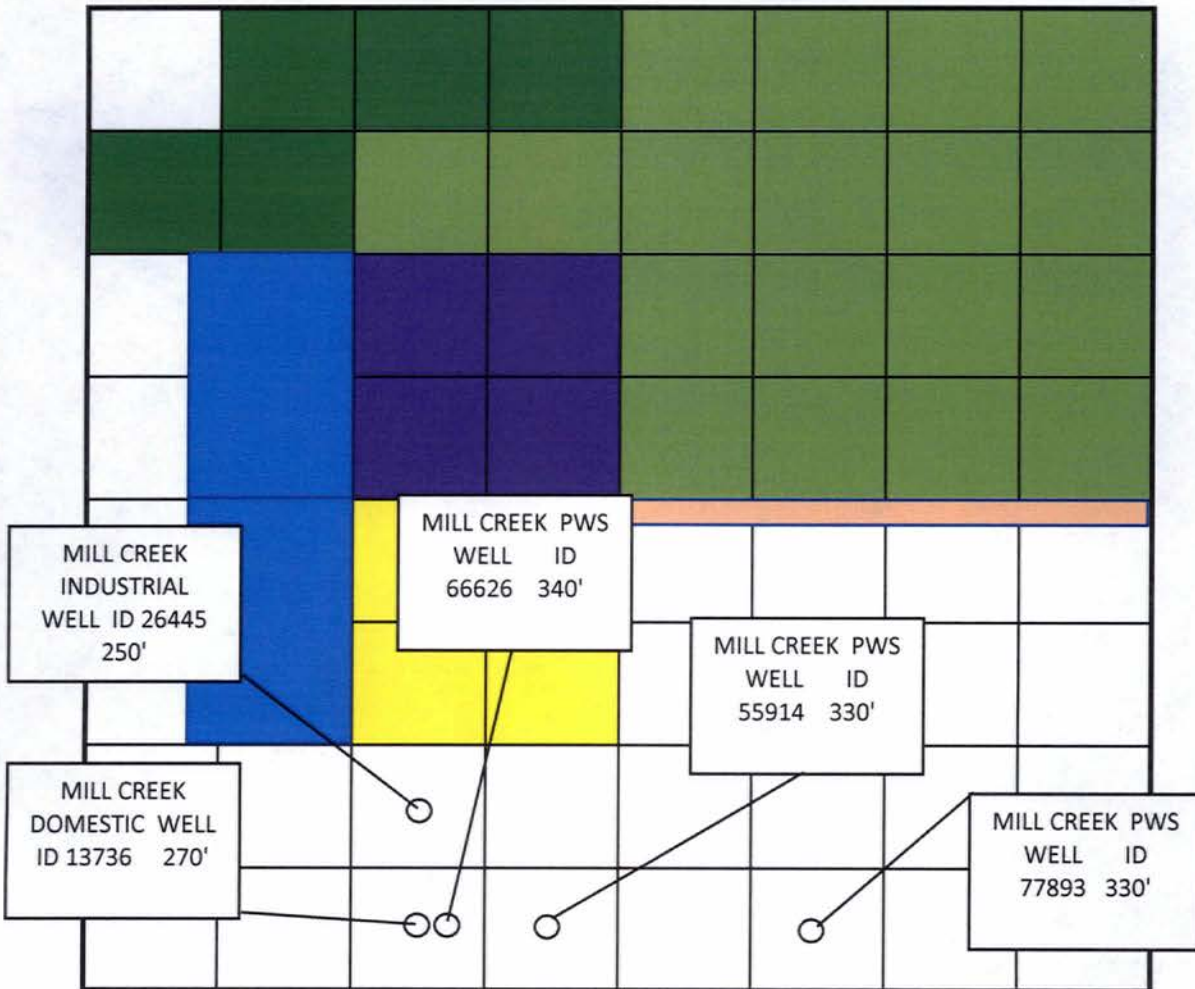 MILL CREEK PWS
WELL ID
66626 340'
MILL CREEK
INDUSTRIAL
WELL ID 26445
250'
MILL CREEK PWS
WELL ID
55914 330'
MILL CREEK
DOMESTIC WELL
ID 13736 270'
MILL CREEK PWS
WELL ID
77893 330'